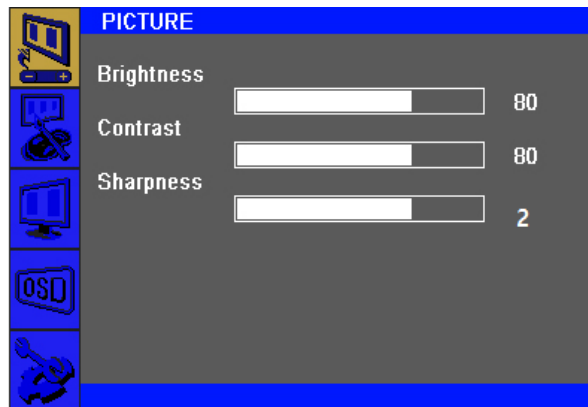 PICTURE
Brightness
80
Contrast
80
Sharpness
2
OSD